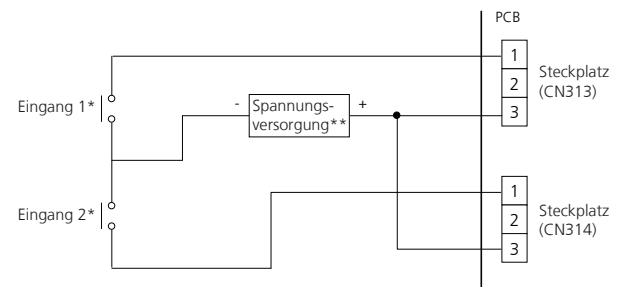 PCB
1
2
3
Steckplatz
(CN313)
Eingang 1*
- Spannungs- +
versorgung**
Eingang 2*
1
2
3
Steckplatz
(CN314)